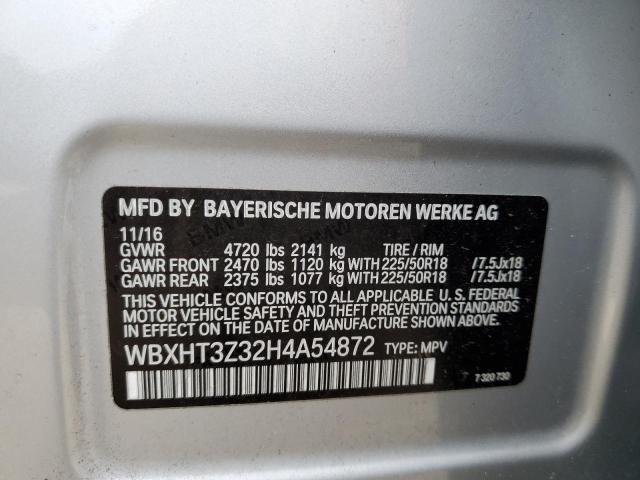 MFD BY BAYERISCHE MOTOREN WERKE AG
11/16
GVWR 4720 lbs 2141 kg TIRE / RIM
GAWR FRONT 2470 lbs 1120 kg WITH 225/50R18 /7.5Jx18
GAWR REAR 2375 lbs 1077 kg WITH 225/50R18 /7.5Jx18
THIS VEHICLE CONFORMS TO ALL APPLICABLE U. S. FEDERAL
MOTOR VEHICLE SAFETY AND THEFT PREVENTION STANDARDS
IN EFFECT ON THE DATE OF MANUFACTURE SHOWN ABOVE.
WBXHT3Z32H4A54872 TYPE: MPV
7 320 730